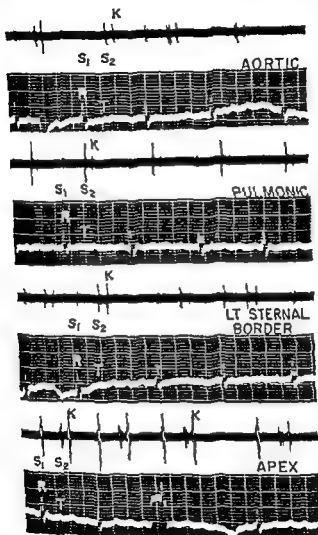 K
S₁ S₂
AORTIC
K
S₁ S₂
PULMONIC
K
S₁ S₂
LT STERNAL
BORDER
K K
S₁ S₂
APEX